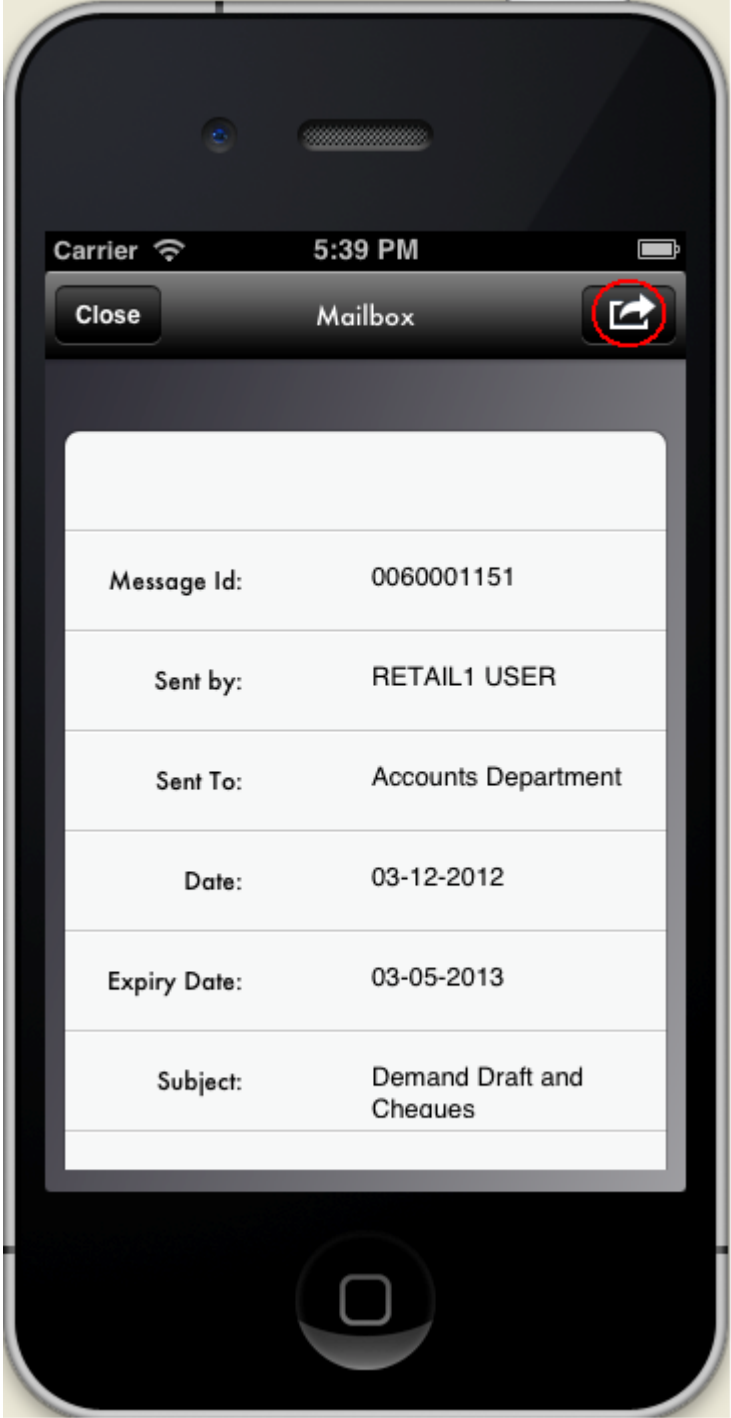 Carrier 5:39 PM
Close Mailbox
Message Id: 0060001151
Sent by: RETAIL1 USER
Sent To: Accounts Department
Date: 03-12-2012
Expiry Date: 03-05-2013
Subject: Demand Draft and
Cheques